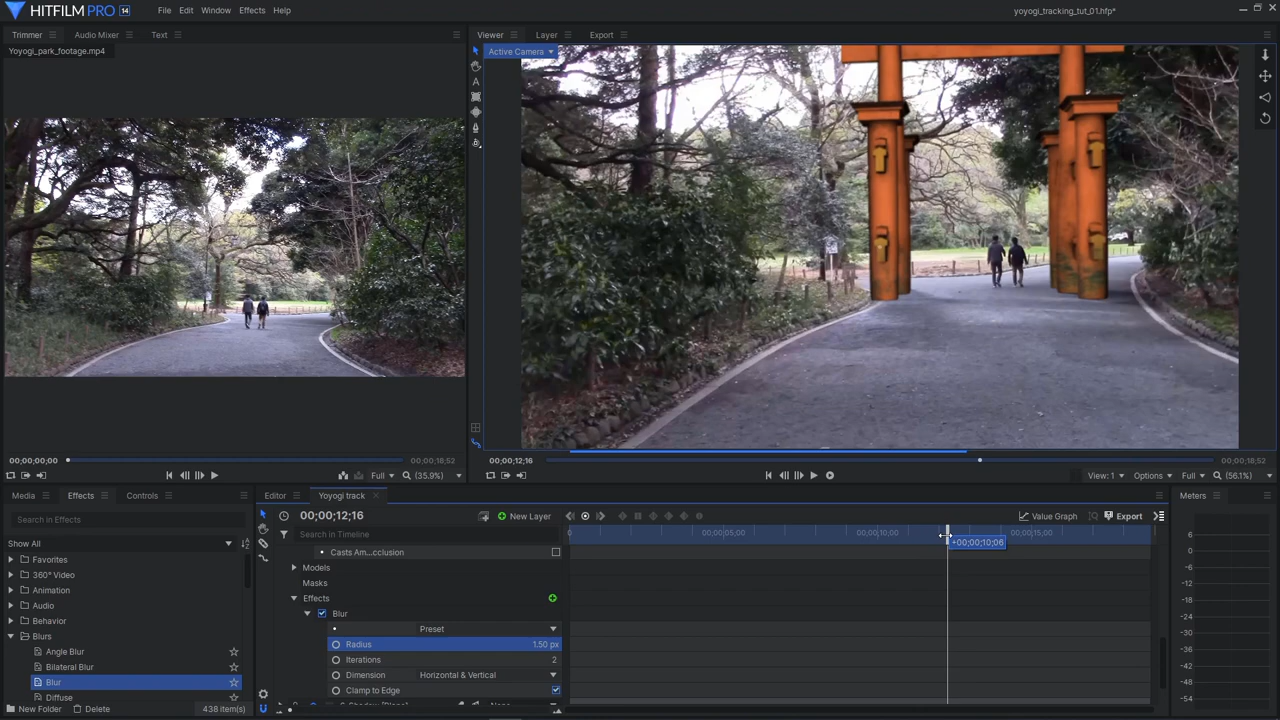 HITFILM PRO 14
File Edit Window Effects Help
yoyogi_tracking_tut_01.hfp*
Trimmer Audio Mixer Text
Yoyogi_park_footage.mp4
Viewer Layer Export
Active Camera
00;00;00;00
00;00;18;52
Full (35.9%)
00;00;12;16
00;00;18;52
View: 1 Options Full (56.1%)
Media Effects Controls
Search in Effects
Show All
Favorites
360° Video
Animation
Audio
Behavior
Blurs
Angle Blur
Bilateral Blur
Blur
Diffuse
New Folder Delete 438 item(s)
Editor Yoyogi track
00;00;12;16
New Layer
Value Graph Export
Search in Timeline
0 00;00;05;00 00;00;10;00 00;00;15;00
+00;00;10;06
Casts Am...cclusion
Models
Masks
Effects
Blur
Preset
Radius 1.50 px
Iterations 2
Dimension Horizontal & Vertical
Clamp to Edge
Meters
6
0
-6
-12
-18
-24
-30
-36
-42
-48
-54